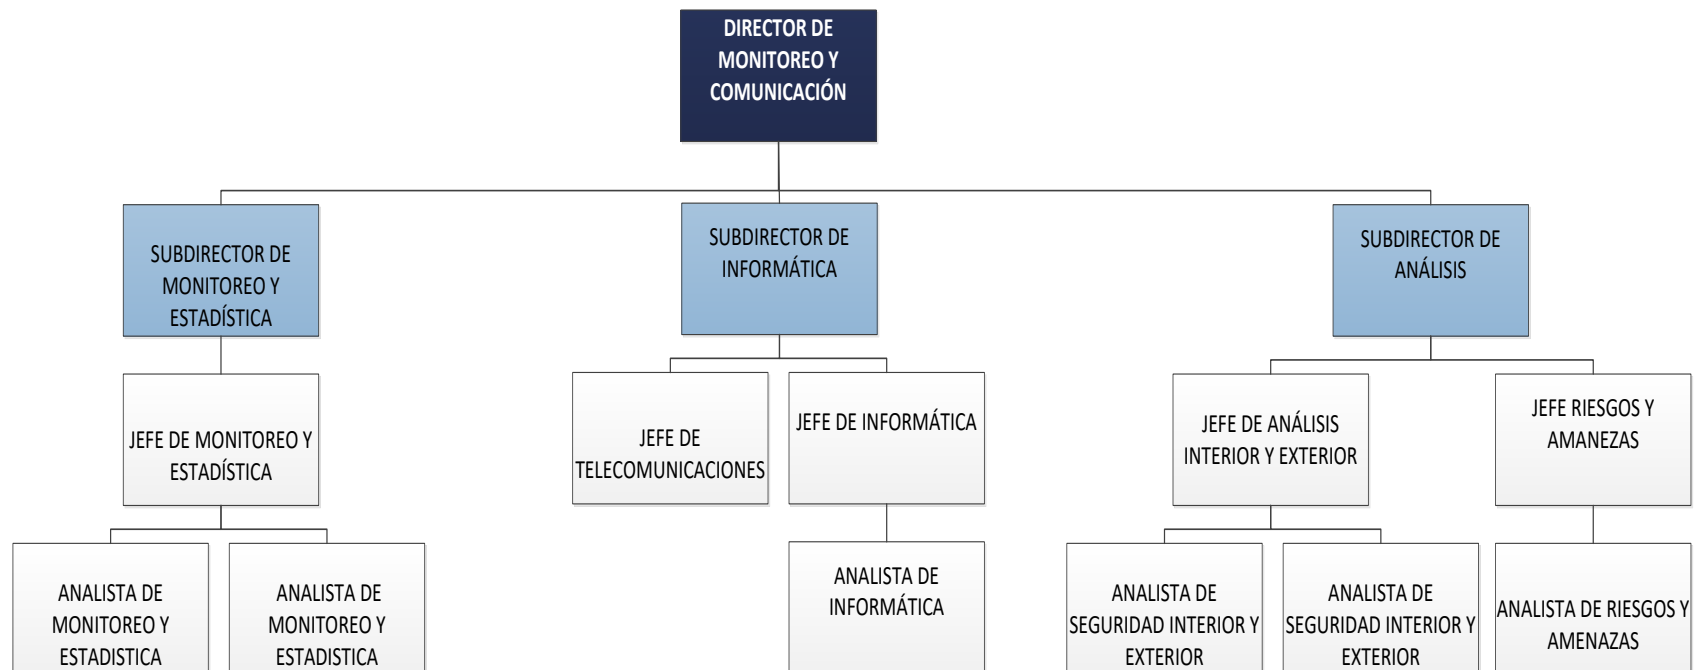 DIRECTOR DE
MONITOREO Y
COMUNICACIÓN
SUBDIRECTOR DE
MONITOREO Y
ESTADÍSTICA
SUBDIRECTOR DE
INFORMÁTICA
SUBDIRECTOR DE
ANÁLISIS
JEFE DE MONITOREO Y
ESTADÍSTICA
JEFE DE
TELECOMUNICACIONES
JEFE DE INFORMÁTICA
JEFE DE ANÁLISIS
INTERIOR Y EXTERIOR
JEFE RIESGOS Y
AMANEZAS
ANALISTA DE
MONITOREO Y
ESTADISTICA
ANALISTA DE
MONITOREO Y
ESTADISTICA
ANALISTA DE
INFORMÁTICA
ANALISTA DE
SEGURIDAD INTERIOR Y
EXTERIOR
ANALISTA DE
SEGURIDAD INTERIOR Y
EXTERIOR
ANALISTA DE RIESGOS Y
AMENAZAS